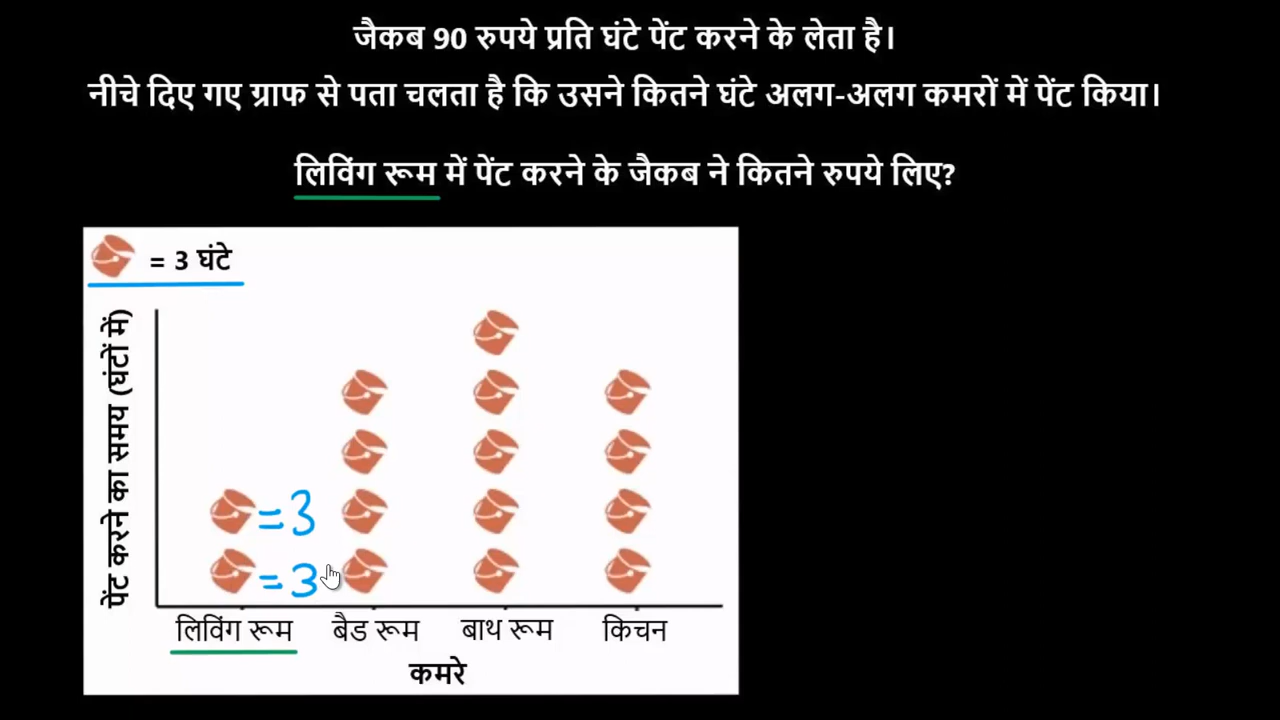 जैकब 90 रुपये प्रति घंटे पेंट करने के लेता है।
नीचे दिए गए ग्राफ से पता चलता है कि उसने कितने घंटे अलग-अलग कमरों में पेंट किया।
लिविंग रूम में पेंट करने के जैकब ने कितने रुपये लिए?
= 3 घंटे
पेंट करने का समय (घंटों में)
=3
=3
लिविंग रूम बैड रूम बाथ रूम किचन
कमरे